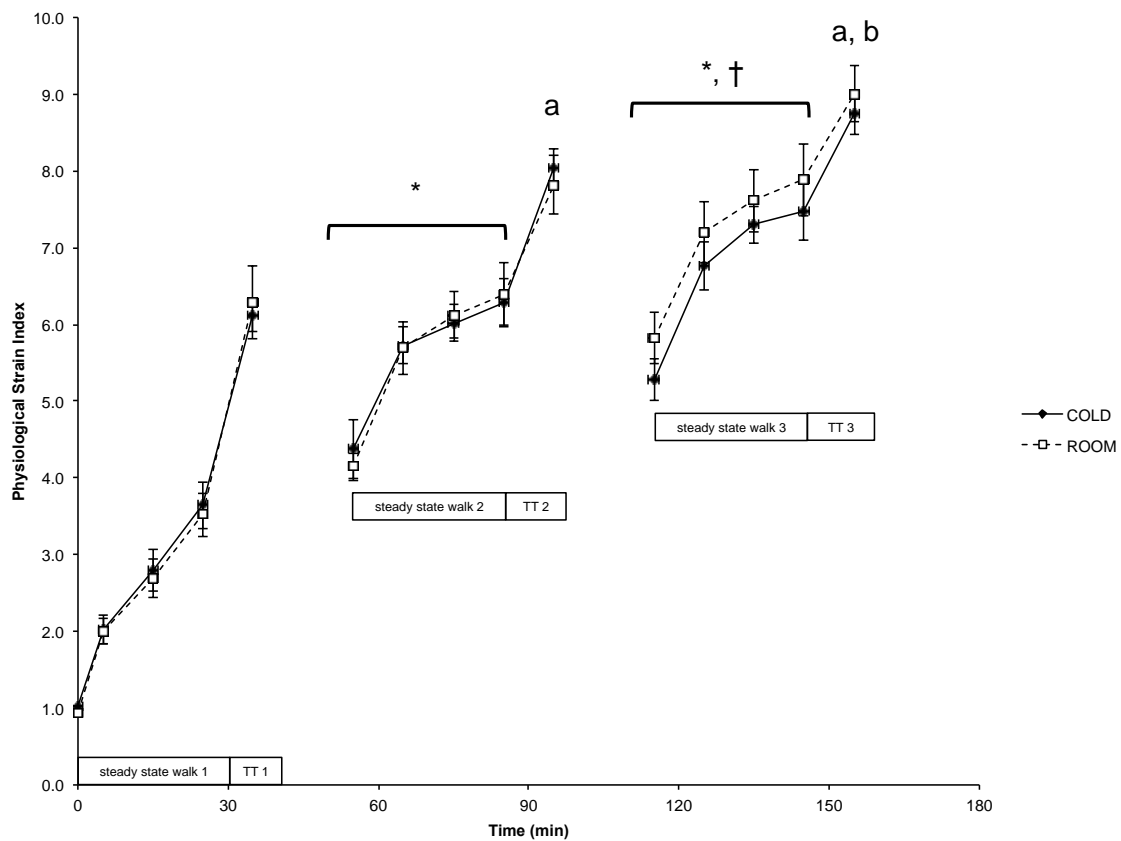 10.0
9.0
8.0
7.0
6.0
5.0
4.0
3.0
2.0
1.0
0.0
Physiological Strain Index
a, b
*, †
a
*
steady state walk 3 TT 3
steady state walk 2 TT 2
steady state walk 1 TT 1
COLD
ROOM
0 30 60 90 120 150 180
Time (min)